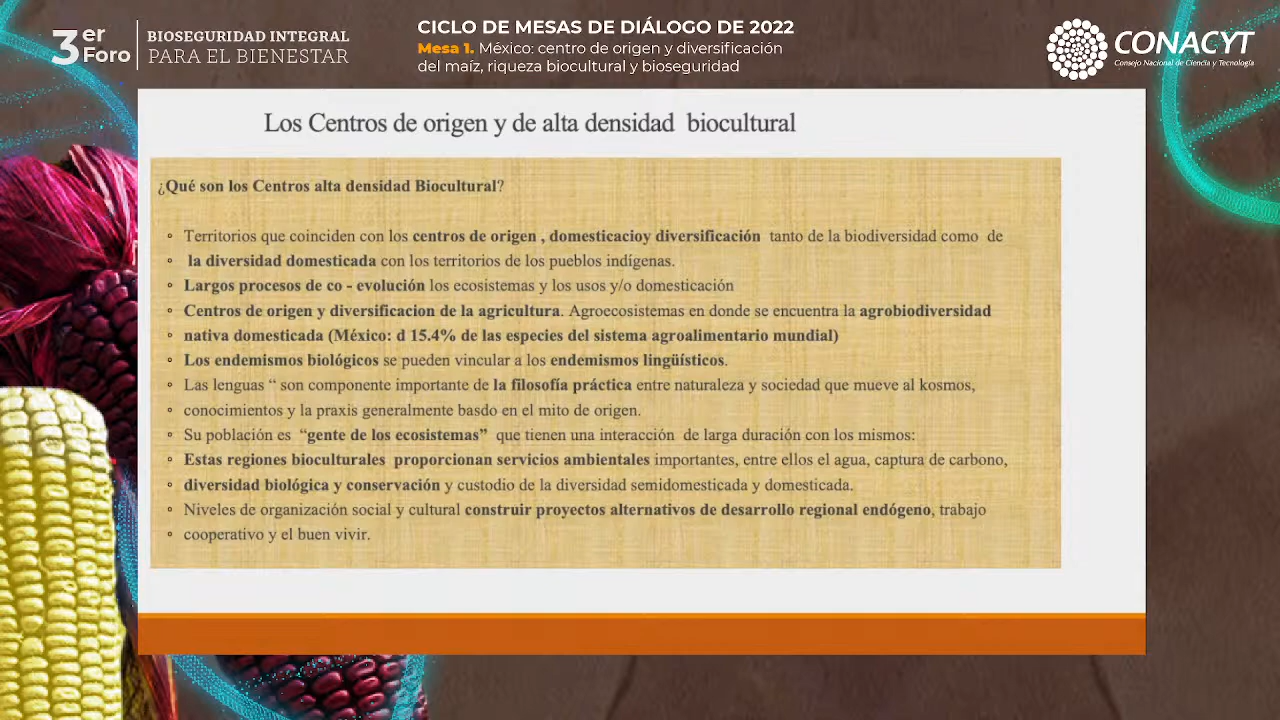 3er Foro
BIOSEGURIDAD INTEGRAL
PARA EL BIENESTAR
CICLO DE MESAS DE DIÁLOGO DE 2022
Mesa 1. México: centro de origen y diversificación
del maíz, riqueza biocultural y bioseguridad
CONACYT
Consejo Nacional de Ciencia y Tecnología
Los Centros de origen y de alta densidad biocultural
¿Qué son los Centros alta densidad Biocultural?
° Territorios que coinciden con los centros de origen , domesticacioy diversificación tanto de la biodiversidad como de
° la diversidad domesticada con los territorios de los pueblos indígenas.
° Largos procesos de co - evolución los ecosistemas y los usos y/o domesticación
° Centros de origen y diversificacion de la agricultura. Agroecosistemas en donde se encuentra la agrobiodiversidad
° nativa domesticada (México: d 15.4% de las especies del sistema agroalimentario mundial)
° Los endemismos biológicos se pueden vincular a los endemismos lingüísticos.
° Las lenguas “ son componente importante de la filosofía práctica entre naturaleza y sociedad que mueve al kosmos,
° conocimientos y la praxis generalmente basdo en el mito de origen.
° Su población es “gente de los ecosistemas” que tienen una interacción de larga duración con los mismos:
° Estas regiones bioculturales proporcionan servicios ambientales importantes, entre ellos el agua, captura de carbono,
° diversidad biológica y conservación y custodio de la diversidad semidomesticada y domesticada.
° Niveles de organización social y cultural construir proyectos alternativos de desarrollo regional endógeno, trabajo
° cooperativo y el buen vivir.